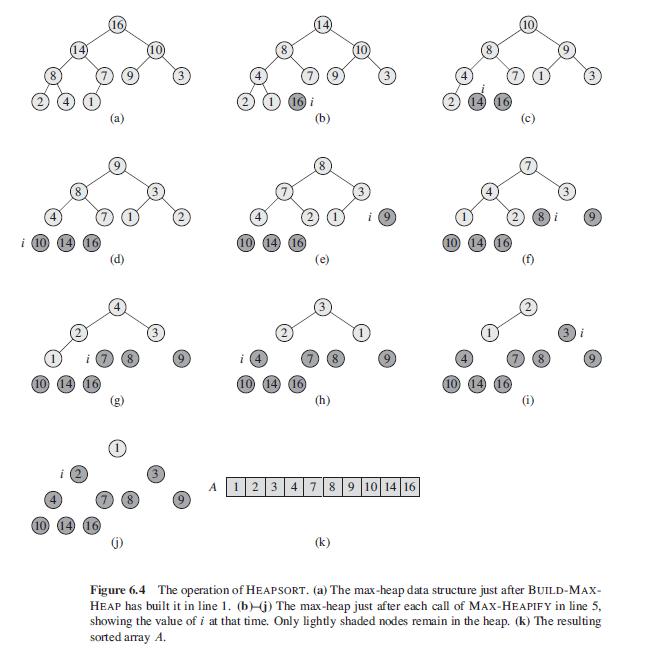 16 14 10
14 10 8 10
8 7 9 3 4 7 9 3 8 9
2 4 1 2 1 16 i 4 7 1 3
(a) (b) i
2 14 16
(c)
9 8 7
8 3 7 3 4 3
4 7 1 2 4 2 1 i 9 1 2 8 i 9
i 10 14 16 10 14 16 10 14 16
(d) (e) (f)
4 3 2
2 3 2 1 1 3 i
1 i 7 8 9 i 4 7 8 9 4 7 8 9
10 14 16 10 14 16 10 14 16
(g) (h) (i)
1
i 2 3
4 7 8 9
10 14 16
(j)
A 1 2 3 4 7 8 9 10 14 16
(k)
Figure 6.4 The operation of HEAPSORT. (a) The max-heap data structure just after BUILD-MAX-
HEAP has built it in line 1. (b)–(j) The max-heap just after each call of MAX-HEAPIFY in line 5,
showing the value of i at that time. Only lightly shaded nodes remain in the heap. (k) The resulting
sorted array A.